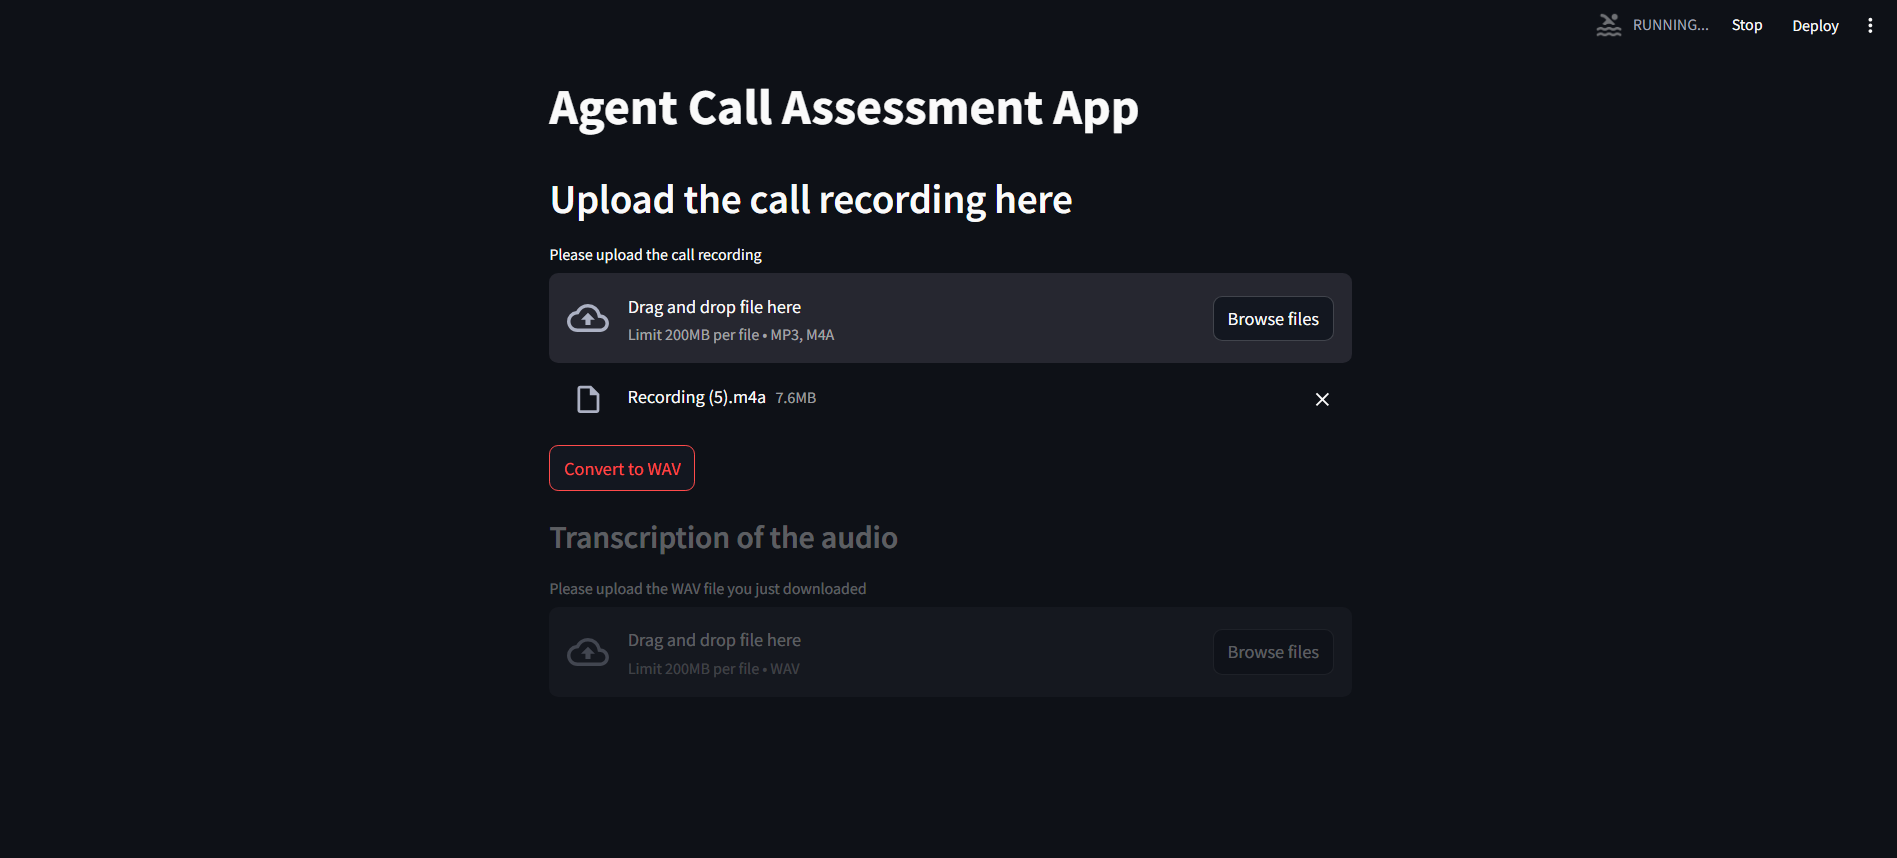 RUNNING...
Stop
Deploy
Agent Call Assessment App
Upload the call recording here
Please upload the call recording
Drag and drop file here
Limit 200MB per file • MP3, M4A
Browse files
Recording (5).m4a 7.6MB
Convert to WAV
Transcription of the audio
Please upload the WAV file you just downloaded
Drag and drop file here
Limit 200MB per file • WAV
Browse files